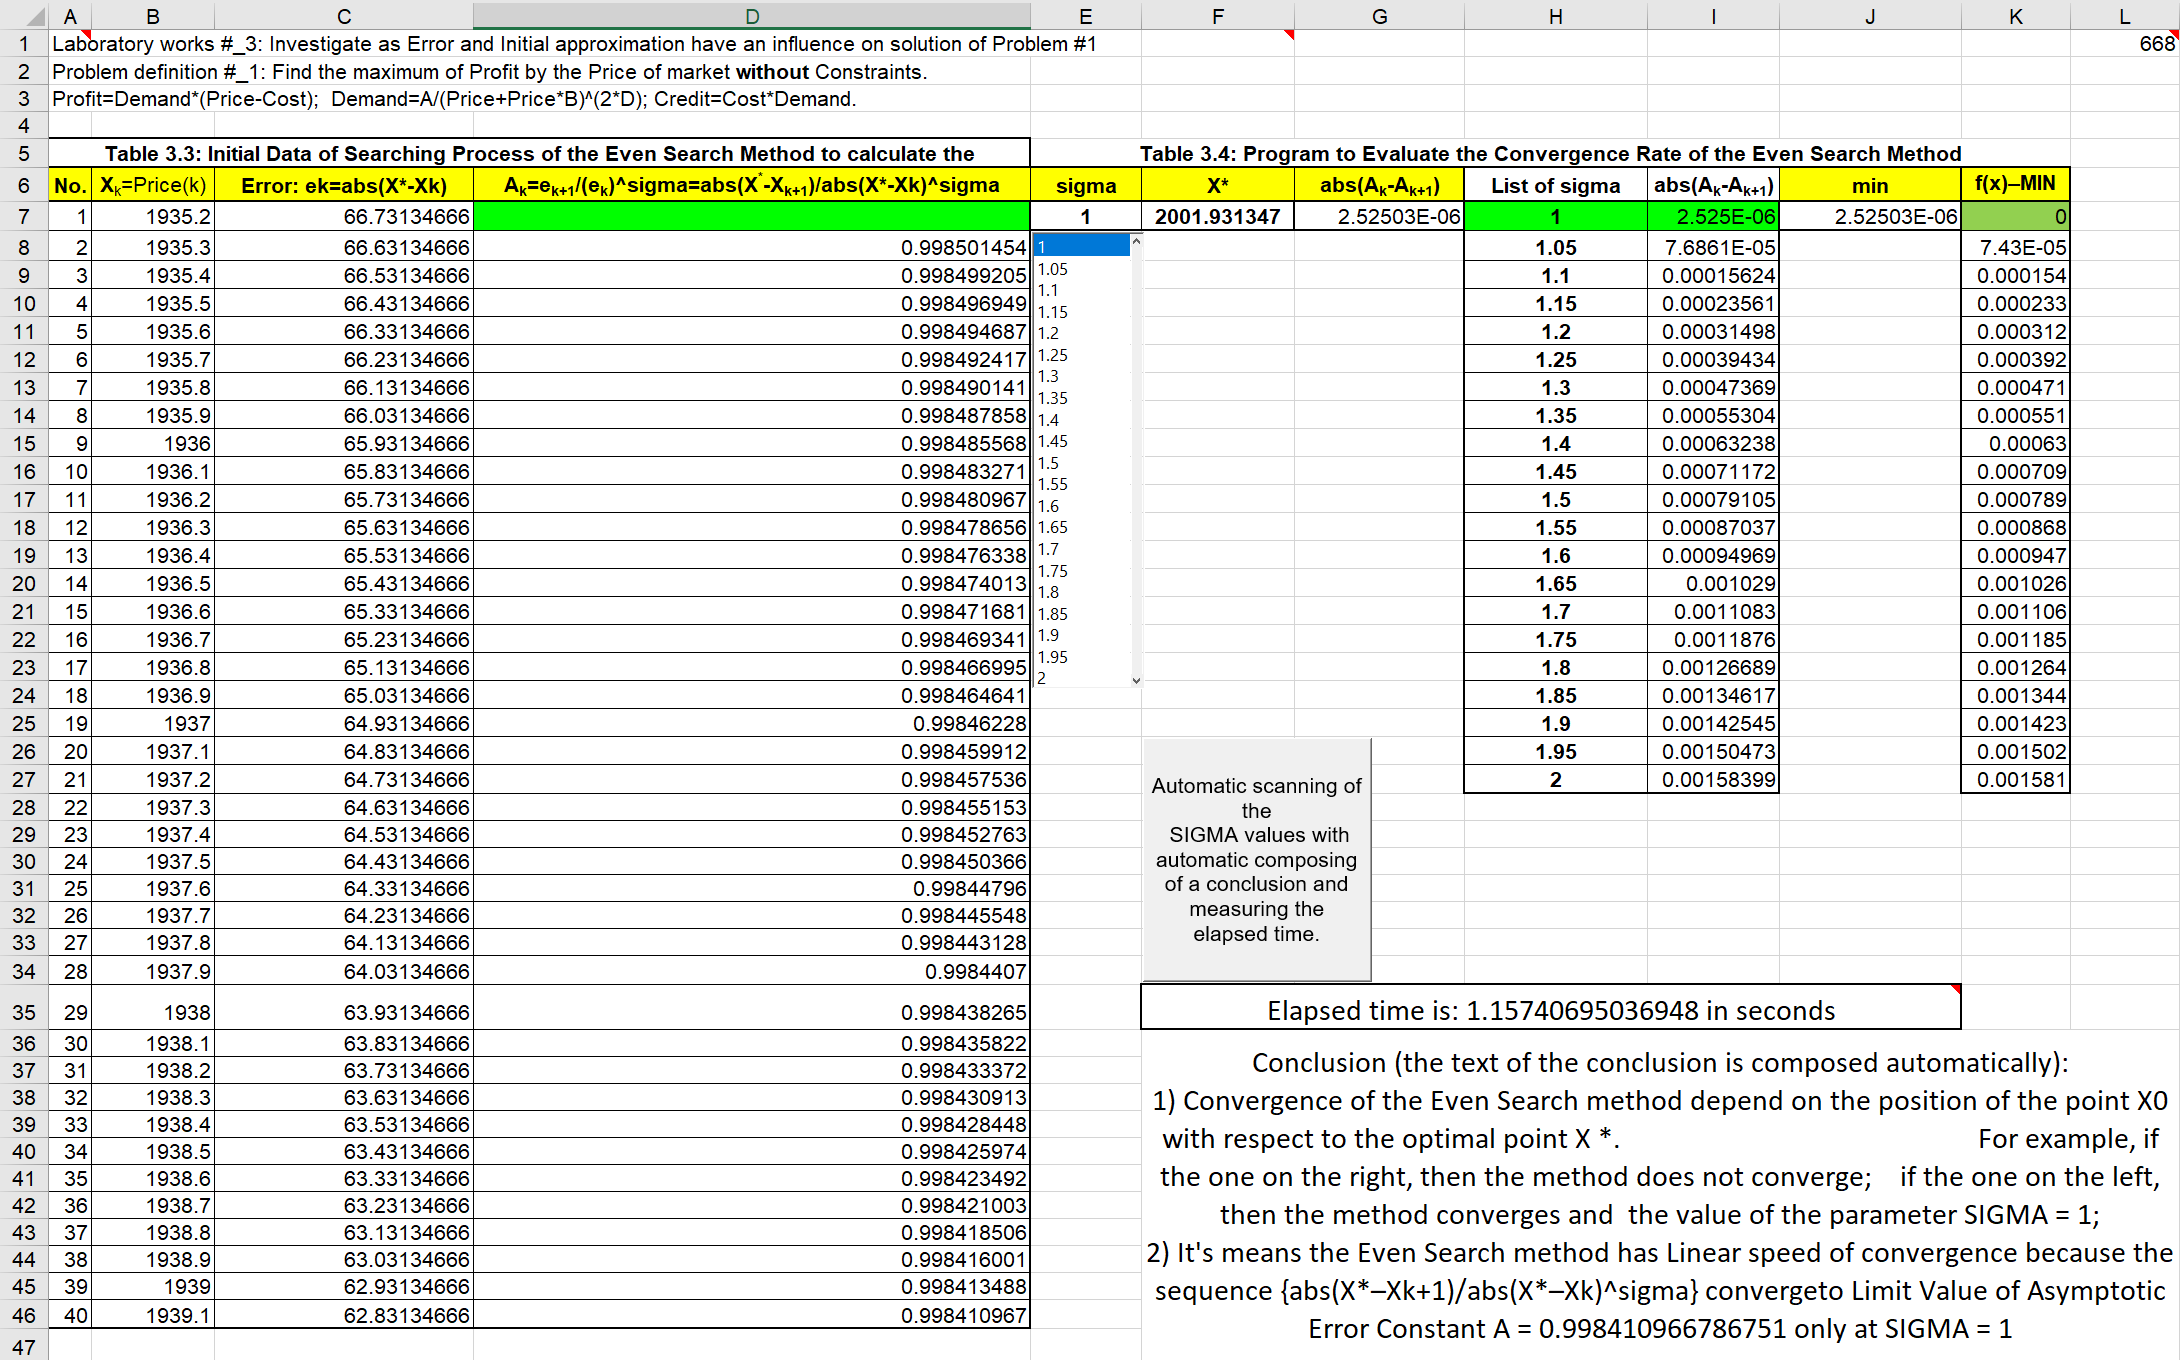 A B C D E F G H I J K L
1 Laboratory works #_3: Investigate as Error and Initial approximation have an influence on solution of Problem #1 668
2 Problem definition #_1: Find the maximum of Profit by the Price of market without Constraints.
3 Profit=Demand*(Price-Cost); Demand=A/(Price+Price*B)^(2*D); Credit=Cost*Demand.
4
5 Table 3.3: Initial Data of Searching Process of the Even Search Method to calculate the Table 3.4: Program to Evaluate the Convergence Rate of the Even Search Method
6 No. Xk=Price(k) Error: ek=abs(X*-Xk) Ak=ek+1/(ek)^sigma=abs(X*-Xk+1)/abs(X*-Xk)^sigma sigma X* abs(Ak-Ak+1) List of sigma abs(Ak-Ak+1) min f(x)–MIN
7 1 1935.2 66.73134666 1 2001.931347 2.52503E-06 1 2.525E-06 2.52503E-06 0
8 2 1935.3 66.63134666 0.998501454 1 1.05 7.6861E-05 7.43E-05
9 3 1935.4 66.53134666 0.998499205 1.05 1.1 0.00015624 0.000154
10 4 1935.5 66.43134666 0.998496949 1.1 1.15 0.00023561 0.000233
11 5 1935.6 66.33134666 0.998494687 1.15 1.2 0.00031498 0.000312
1.2
12 6 1935.7 66.23134666 0.998492417 1.25 1.25 0.00039434 0.000392
13 7 1935.8 66.13134666 0.998490141 1.3 1.3 0.00047369 0.000471
14 8 1935.9 66.03134666 0.998487858 1.35 1.35 0.00055304 0.000551
1.4
15 9 1936 65.93134666 0.998485568 1.45 1.4 0.00063238 0.00063
16 10 1936.1 65.83134666 0.998483271 1.5 1.45 0.00071172 0.000709
17 11 1936.2 65.73134666 0.998480967 1.55 1.5 0.00079105 0.000789
1.6
18 12 1936.3 65.63134666 0.998478656 1.65 1.55 0.00087037 0.000868
19 13 1936.4 65.53134666 0.998476338 1.7 1.6 0.00094969 0.000947
20 14 1936.5 65.43134666 0.998474013 1.75 1.65 0.001029 0.001026
1.8
21 15 1936.6 65.33134666 0.998471681 1.85 1.7 0.0011083 0.001106
22 16 1936.7 65.23134666 0.998469341 1.9 1.75 0.0011876 0.001185
23 17 1936.8 65.13134666 0.998466995 1.95 1.8 0.00126689 0.001264
24 18 1936.9 65.03134666 0.998464641 2 1.85 0.00134617 0.001344
25 19 1937 64.93134666 0.99846228 1.9 0.00142545 0.001423
26 20 1937.1 64.83134666 0.998459912 1.95 0.00150473 0.001502
27 21 1937.2 64.73134666 0.998457536 2 0.00158399 0.001581
28 22 1937.3 64.63134666 0.998455153
29 23 1937.4 64.53134666 0.998452763
30 24 1937.5 64.43134666 0.998450366
31 25 1937.6 64.33134666 0.99844796
32 26 1937.7 64.23134666 0.998445548
33 27 1937.8 64.13134666 0.998443128
34 28 1937.9 64.03134666 0.9984407
35 29 1938 63.93134666 0.998438265
36 30 1938.1 63.83134666 0.998435822
37 31 1938.2 63.73134666 0.998433372
38 32 1938.3 63.63134666 0.998430913
39 33 1938.4 63.53134666 0.998428448
40 34 1938.5 63.43134666 0.998425974
41 35 1938.6 63.33134666 0.998423492
42 36 1938.7 63.23134666 0.998421003
43 37 1938.8 63.13134666 0.998418506
44 38 1938.9 63.03134666 0.998416001
45 39 1939 62.93134666 0.998413488
46 40 1939.1 62.83134666 0.998410967
47
Automatic scanning of
the
SIGMA values with
automatic composing
of a conclusion and
measuring the
elapsed time.
Elapsed time is: 1.15740695036948 in seconds
Conclusion (the text of the conclusion is composed automatically):
1) Convergence of the Even Search method depend on the position of the point X0
with respect to the optimal point X *. For example, if
the one on the right, then the method does not converge; if the one on the left,
then the method converges and the value of the parameter SIGMA = 1;
2) It's means the Even Search method has Linear speed of convergence because the
sequence {abs(X*–Xk+1)/abs(X*–Xk)^sigma} convergeto Limit Value of Asymptotic
Error Constant A = 0.998410966786751 only at SIGMA = 1